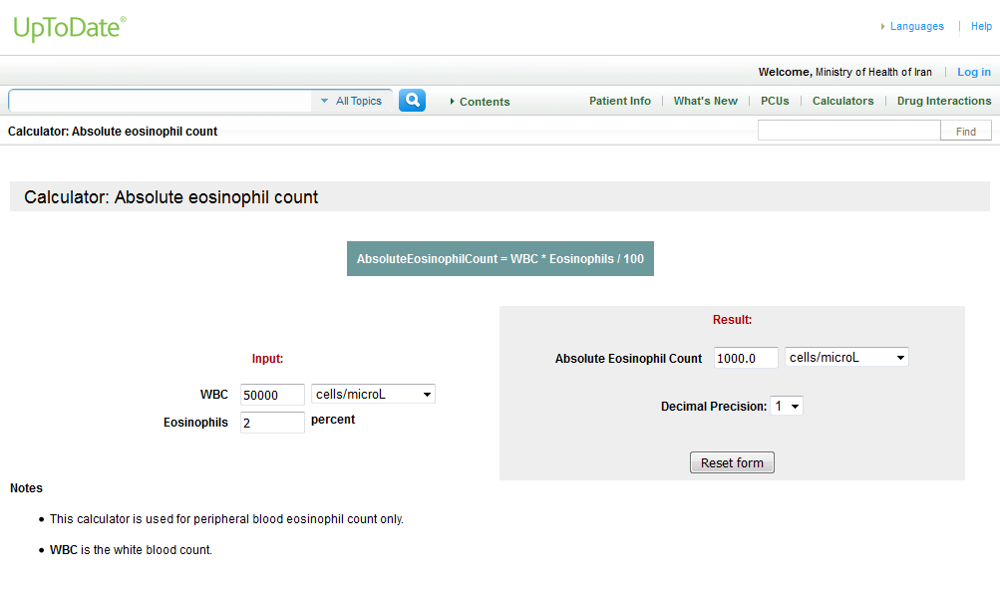 UpToDate®
Languages | Help
Welcome, Ministry of Health of Iran | Log in
All Topics Contents Patient Info | What's New | PCUs | Calculators | Drug Interactions
Calculator: Absolute eosinophil count Find
Calculator: Absolute eosinophil count
AbsoluteEosinophilCount = WBC * Eosinophils / 100
Input:
WBC 50000 cells/microL
Eosinophils 2 percent
Result:
Absolute Eosinophil Count 1000.0 cells/microL
Decimal Precision: 1
Reset form
Notes
• This calculator is used for peripheral blood eosinophil count only.
• WBC is the white blood count.